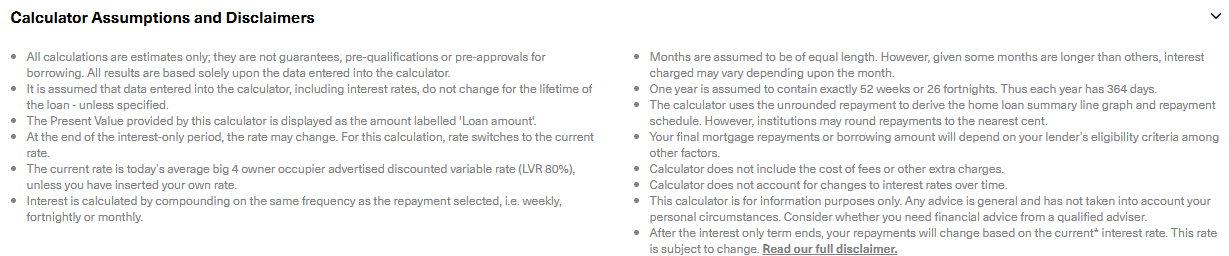 Calculator Assumptions and Disclaimers
• All calculations are estimates only; they are not guarantees, pre-qualifications or pre-approvals for
borrowing. All results are based solely upon the data entered into the calculator.
• It is assumed that data entered into the calculator, including interest rates, do not change for the lifetime of
the loan - unless specified.
• The Present Value provided by this calculator is displayed as the amount labelled 'Loan amount'.
• At the end of the interest-only period, the rate may change. For this calculation, rate switches to the current
rate.
• The current rate is today's average big 4 owner occupier advertised discounted variable rate (LVR 80%),
unless you have inserted your own rate.
• Interest is calculated by compounding on the same frequency as the repayment selected, i.e. weekly,
fortnightly or monthly.
• Months are assumed to be of equal length. However, given some months are longer than others, interest
charged may vary depending upon the month.
• One year is assumed to contain exactly 52 weeks or 26 fortnights. Thus each year has 364 days.
• The calculator uses the unrounded repayment to derive the home loan summary line graph and repayment
schedule. However, institutions may round repayments to the nearest cent.
• Your final mortgage repayments or borrowing amount will depend on your lender's eligibility criteria among
other factors.
• Calculator does not include the cost of fees or other extra charges.
• Calculator does not account for changes to interest rates over time.
• This calculator is for information purposes only. Any advice is general and has not taken into account your
personal circumstances. Consider whether you need financial advice from a qualified adviser.
• After the interest only term ends, your repayments will change based on the current* interest rate. This rate
is subject to change. Read our full disclaimer.